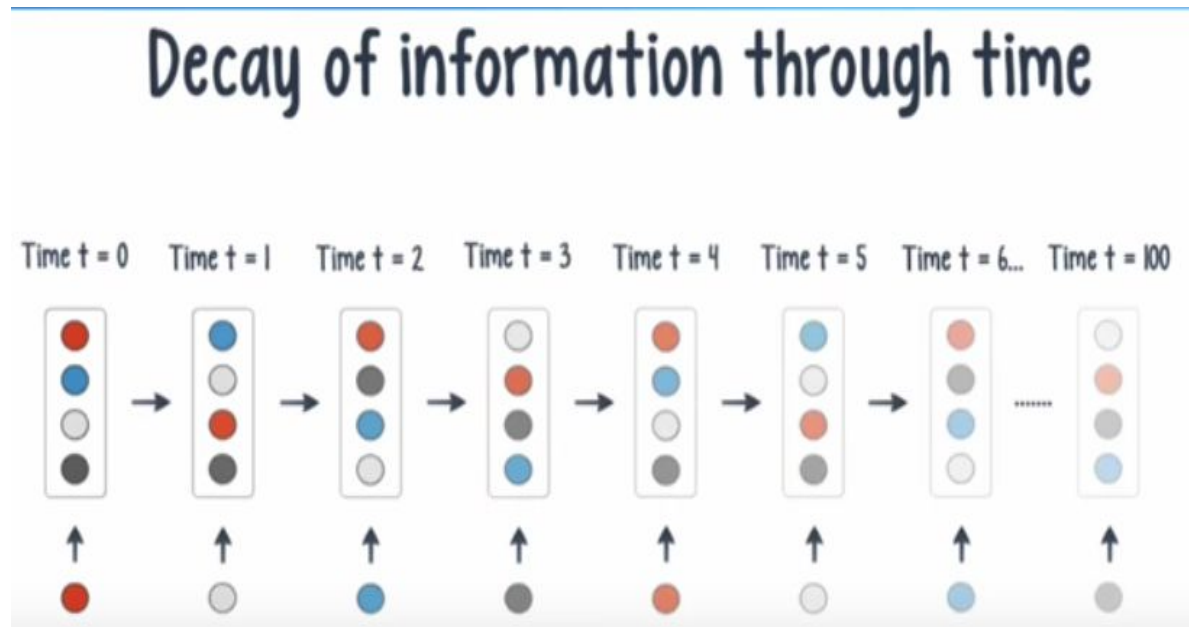 Decay of information through time
Time t = 0 Time t = 1 Time t = 2 Time t = 3 Time t = 4 Time t = 5 Time t = 6... Time t = 100
........